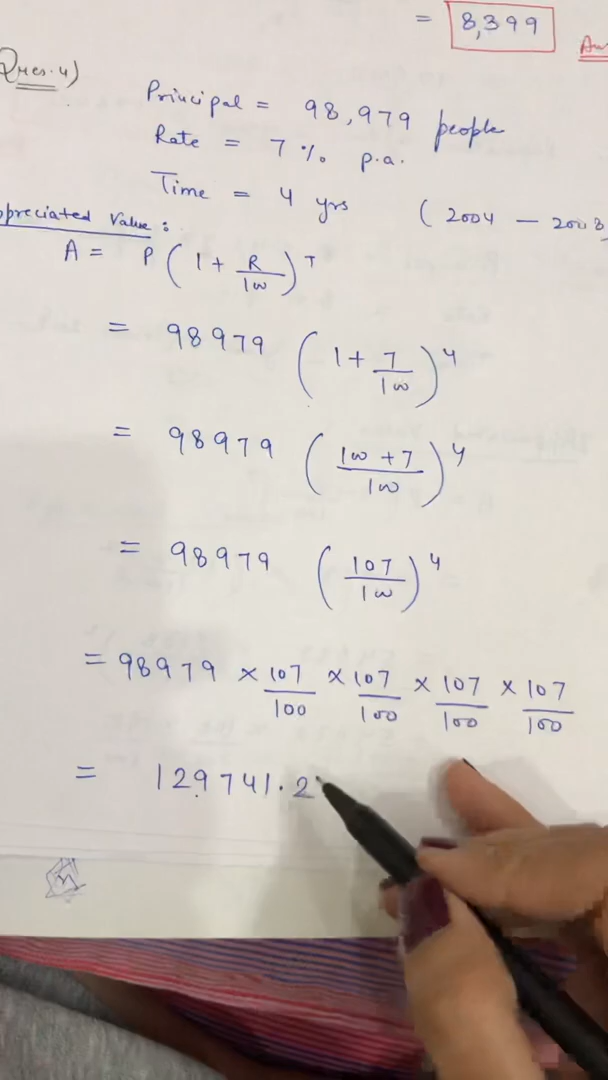 = 8,399
Ans
Ques.4)
Principal = 98,979 people
Rate = 7 % p.a.
Time = 4 yrs (2004 — 2008
ppreciated Value :
A = P ( 1 + R/100 )^T
= 98979 ( 1 + 7/100 )^4
= 98979 ( 100 + 7/100 )^4
= 98979 ( 107/100 )^4
= 98979 × 107/100 × 107/100 × 107/100 × 107/100
= 129741.2